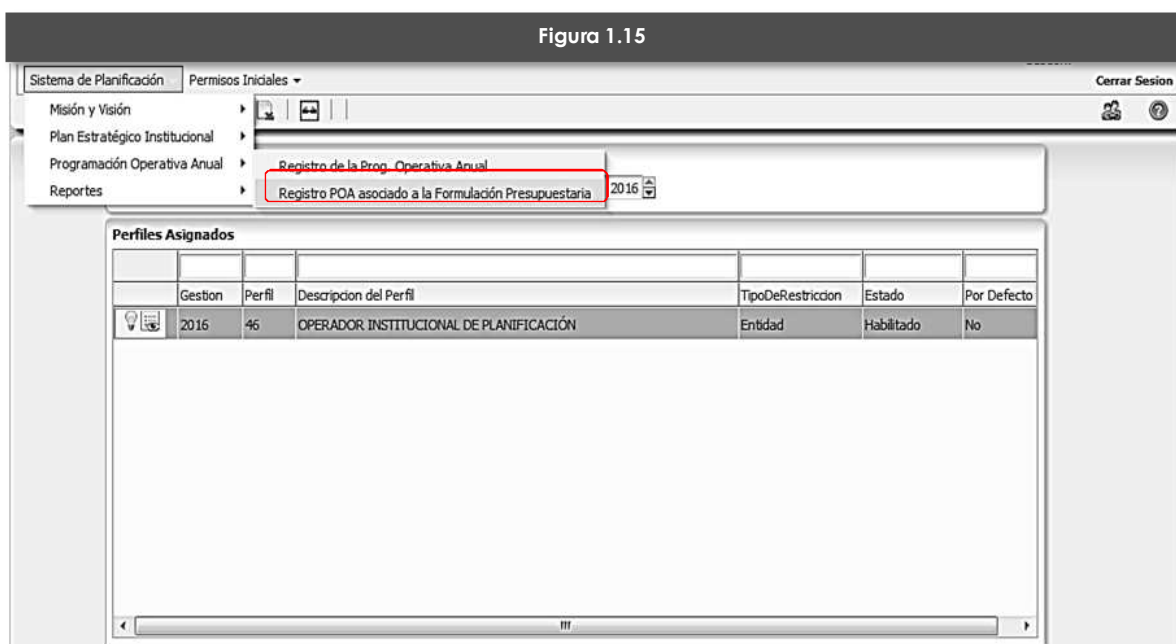 Figura 1.15
Sistema de Planificación Permisos Iniciales
Cerrar Sesion
Misión y Visión
Plan Estratégico Institucional
Programación Operativa Anual
Reportes
Registro de la Prog. Operativa Anual
Registro POA asociado a la Formulación Presupuestaria
2016
Perfiles Asignados
Gestion Perfil Descripcion del Perfil TipoDeRestriccion Estado Por Defecto
2016 46 OPERADOR INSTITUCIONAL DE PLANIFICACIÓN Entidad Habilitado No